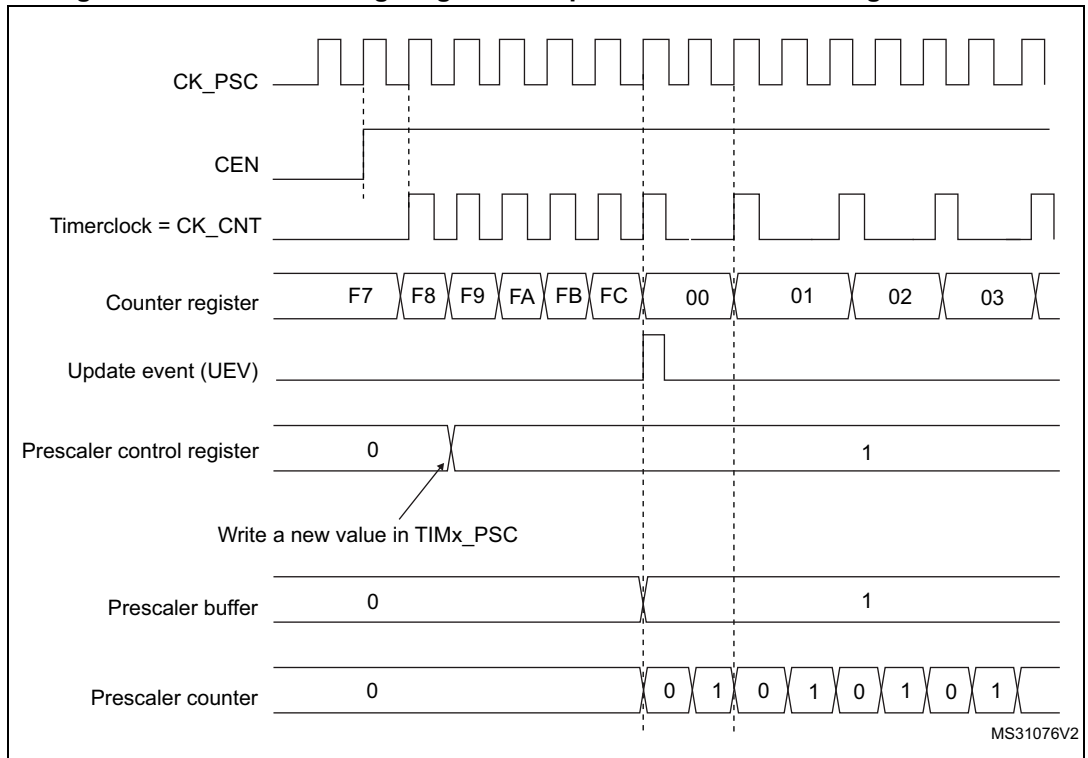 CK_PSC
CEN
Timerclock = CK_CNT
Counter register F7 F8 F9 FA FB FC 00 01 02 03
Update event (UEV)
Prescaler control register 0 1
Write a new value in TIMx_PSC
Prescaler buffer 0 1
Prescaler counter 0 0 1 0 1 0 1 0 1
MS31076V2